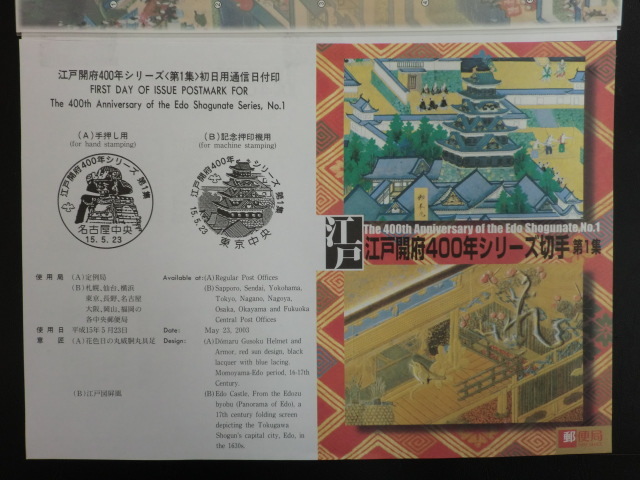 江戸開府400年シリーズ〈第1集〉初日用通信日付印
FIRST DAY OF ISSUE POSTMARK FOR
The 400th Anniversary of the Edo Shogunate Series, No.1
(A)手押し用
(for hand stamping)
(B)記念押印機用
(for machine stamping)
江戸開府400年シリーズ 第1集
名古屋中央
15.5.23
江戸開府400年シリーズ 第1集
15.5.23
東京中央
使用局 (A)定例局
(B)札幌、仙台、横浜
東京、長野、名古屋
大阪、岡山、福岡の
各中央郵便局
使用日 平成15年5月23日
意匠 (A)花色日の丸威胴丸具足
(B)江戸図屏風
Available at: (A) Regular Post Offices
(B) Sapporo, Sendai, Yokohama,
Tokyo, Nagano, Nagoya,
Osaka, Okayama and Fukuoka
Central Post Offices
Date: May 23, 2003
Design: (A) Dōmaru Gusoku Helmet and
Armor, red sun design, black
lacquer with blue lacing.
Momoyama-Edo period, 16-17th
Century.
(B) Edo Castle. From the Edozu
byobu (Panorama of Edo), a
17th century folding screen
depicting the Tokugawa
Shogun's capital city, Edo, in
the 1630s.
江戸
The 400th Anniversary of the Edo Shogunate, No.1
江戸開府400年シリーズ切手 第1集
郵便局